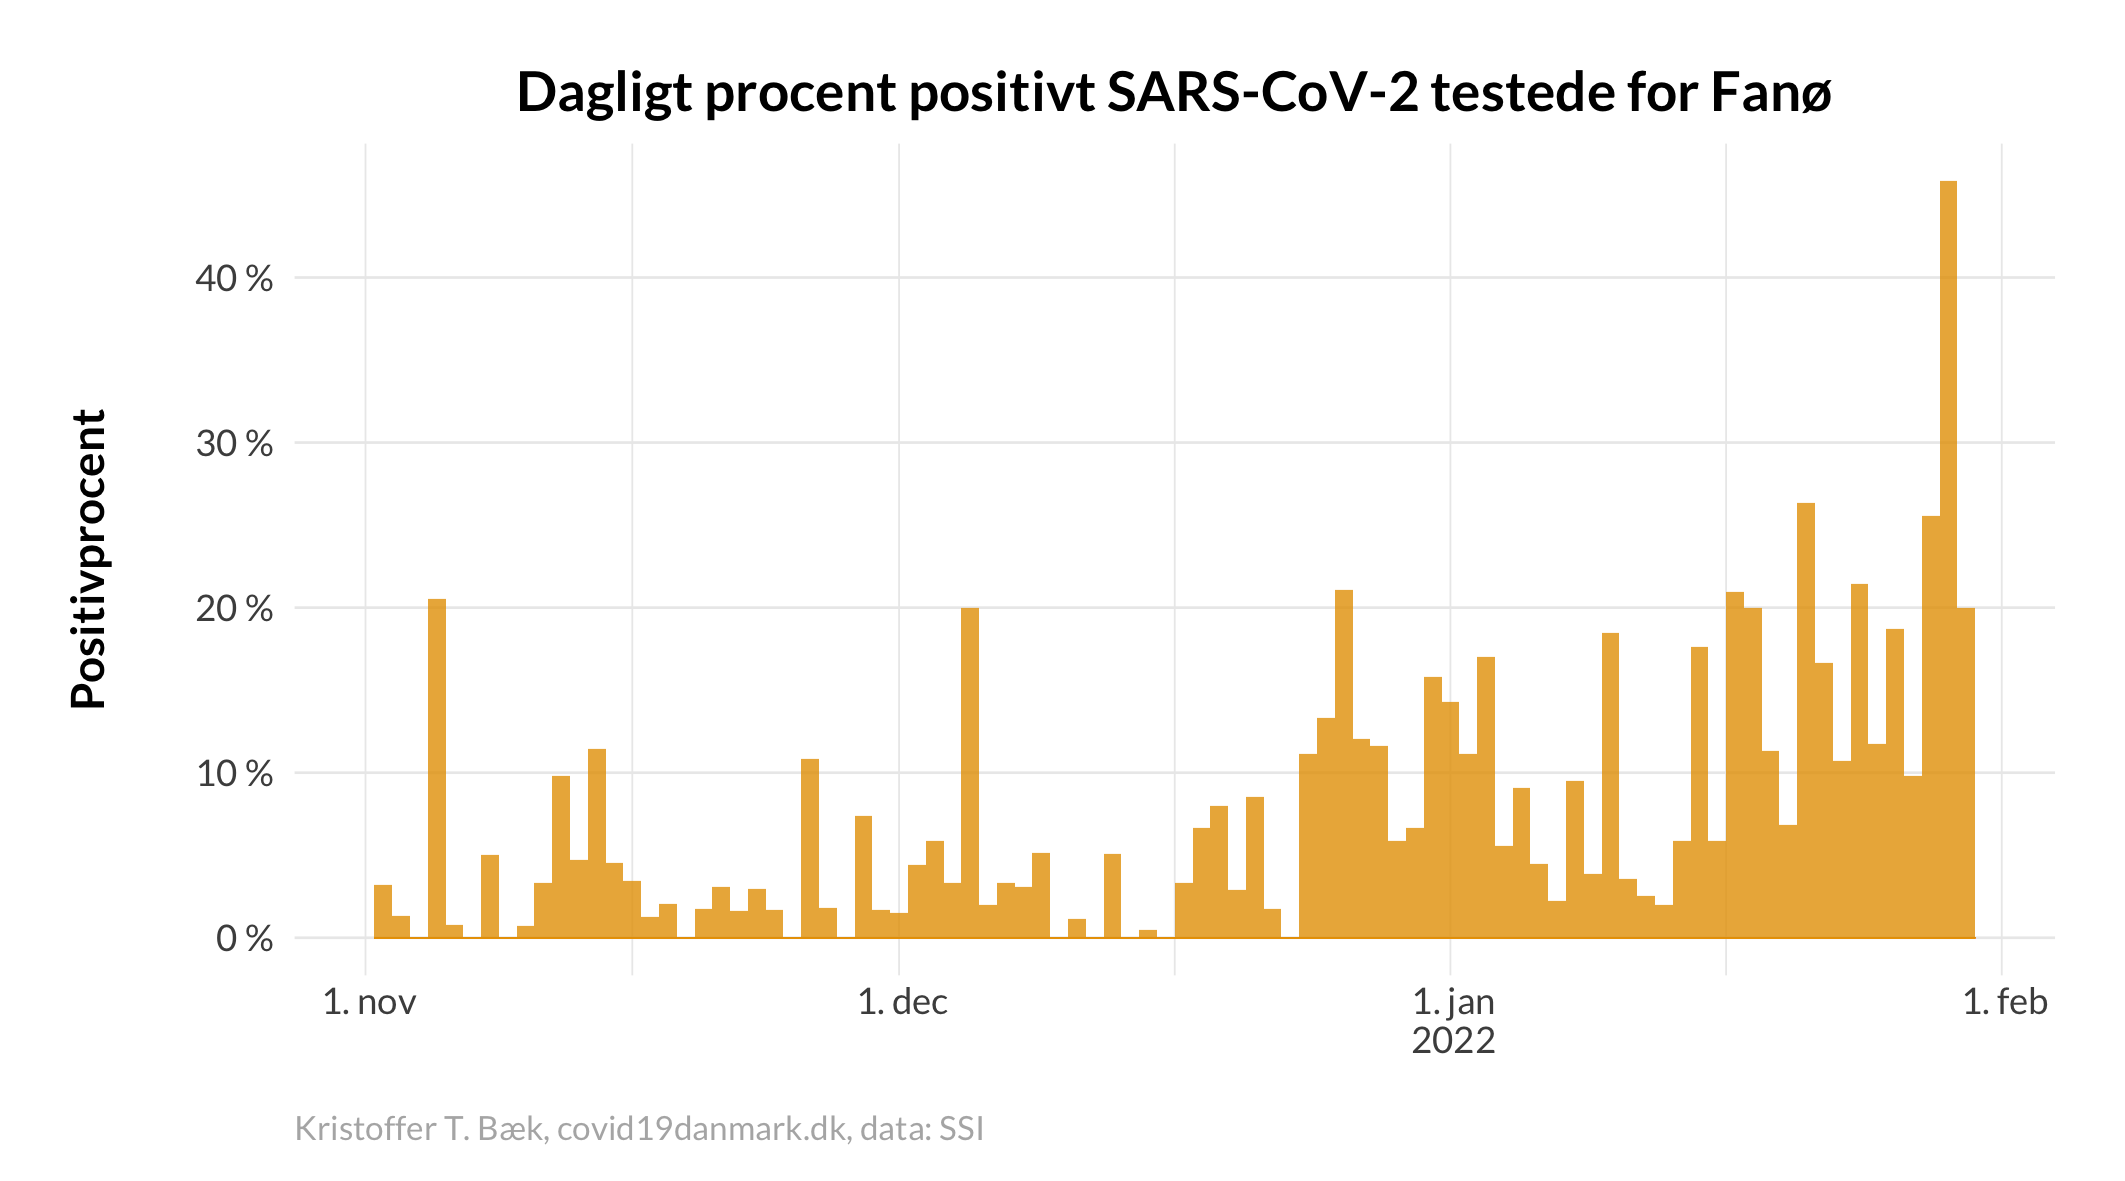 Dagligt procent positivt SARS-CoV-2 testede for Fanø
Positivprocent
40 %
30 %
20 %
10 %
0 %
1. nov
1. dec
1. jan
2022
1. feb
Kristoffer T. Bæk, covid19danmark.dk, data: SSI